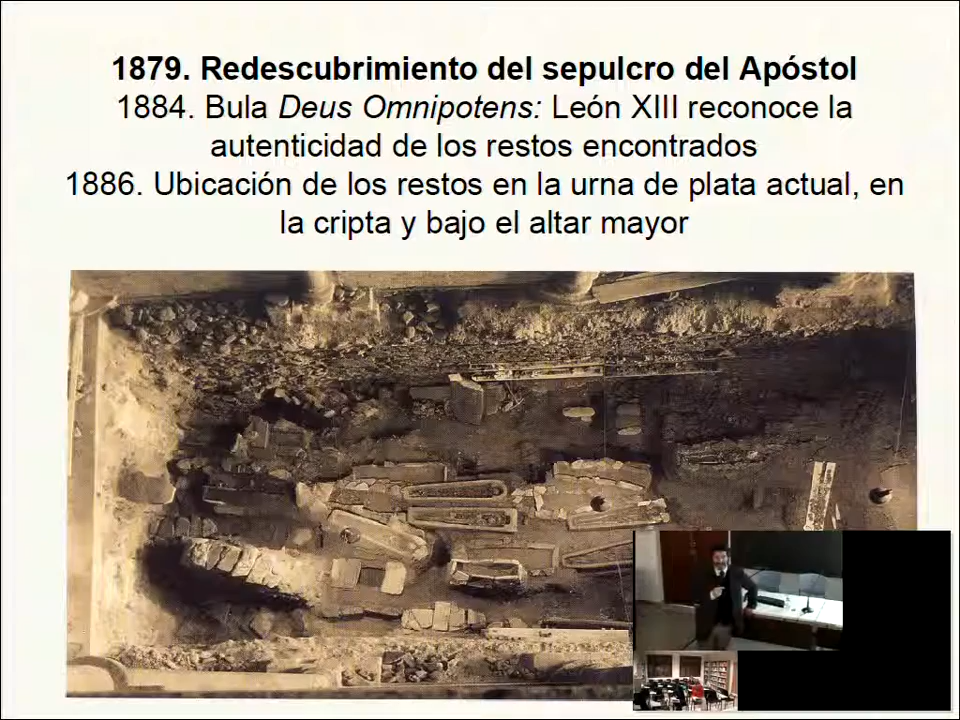 1879. Redescubrimiento del sepulcro del Apóstol
1884. Bula Deus Omnipotens: León XIII reconoce la
autenticidad de los restos encontrados
1886. Ubicación de los restos en la urna de plata actual, en
la cripta y bajo el altar mayor